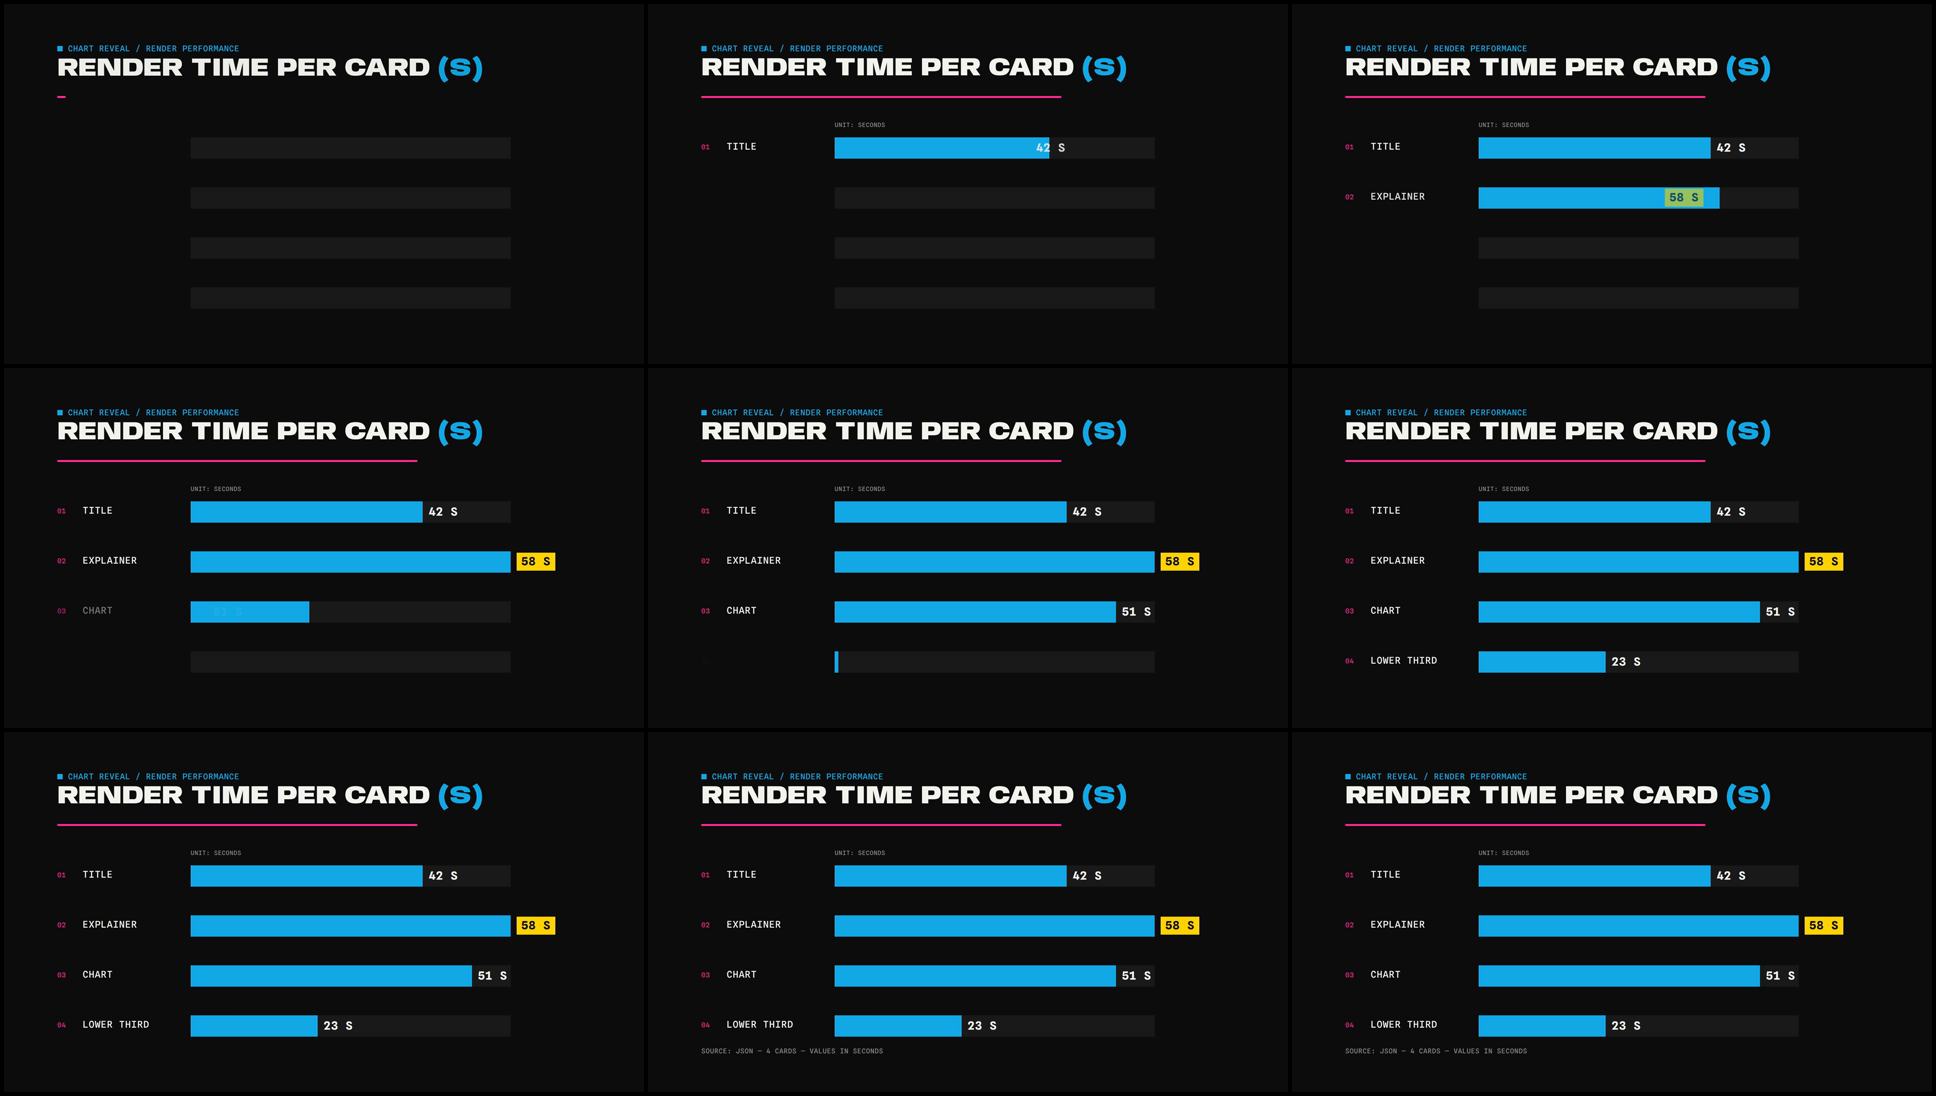 CHART REVEAL / RENDER PERFORMANCE
RENDER TIME PER CARD (S)
CHART REVEAL / RENDER PERFORMANCE
RENDER TIME PER CARD (S)
UNIT: SECONDS
01 TITLE 42 S
CHART REVEAL / RENDER PERFORMANCE
RENDER TIME PER CARD (S)
UNIT: SECONDS
01 TITLE 42 S
02 EXPLAINER 58 S
CHART REVEAL / RENDER PERFORMANCE
RENDER TIME PER CARD (S)
UNIT: SECONDS
01 TITLE 42 S
02 EXPLAINER 58 S
03 CHART 51 S
CHART REVEAL / RENDER PERFORMANCE
RENDER TIME PER CARD (S)
UNIT: SECONDS
01 TITLE 42 S
02 EXPLAINER 58 S
03 CHART 51 S
CHART REVEAL / RENDER PERFORMANCE
RENDER TIME PER CARD (S)
UNIT: SECONDS
01 TITLE 42 S
02 EXPLAINER 58 S
03 CHART 51 S
04 LOWER THIRD 23 S
CHART REVEAL / RENDER PERFORMANCE
RENDER TIME PER CARD (S)
UNIT: SECONDS
01 TITLE 42 S
02 EXPLAINER 58 S
03 CHART 51 S
04 LOWER THIRD 23 S
CHART REVEAL / RENDER PERFORMANCE
RENDER TIME PER CARD (S)
UNIT: SECONDS
01 TITLE 42 S
02 EXPLAINER 58 S
03 CHART 51 S
04 LOWER THIRD 23 S
SOURCE: JSON — 4 CARDS — VALUES IN SECONDS
CHART REVEAL / RENDER PERFORMANCE
RENDER TIME PER CARD (S)
UNIT: SECONDS
01 TITLE 42 S
02 EXPLAINER 58 S
03 CHART 51 S
04 LOWER THIRD 23 S
SOURCE: JSON — 4 CARDS — VALUES IN SECONDS